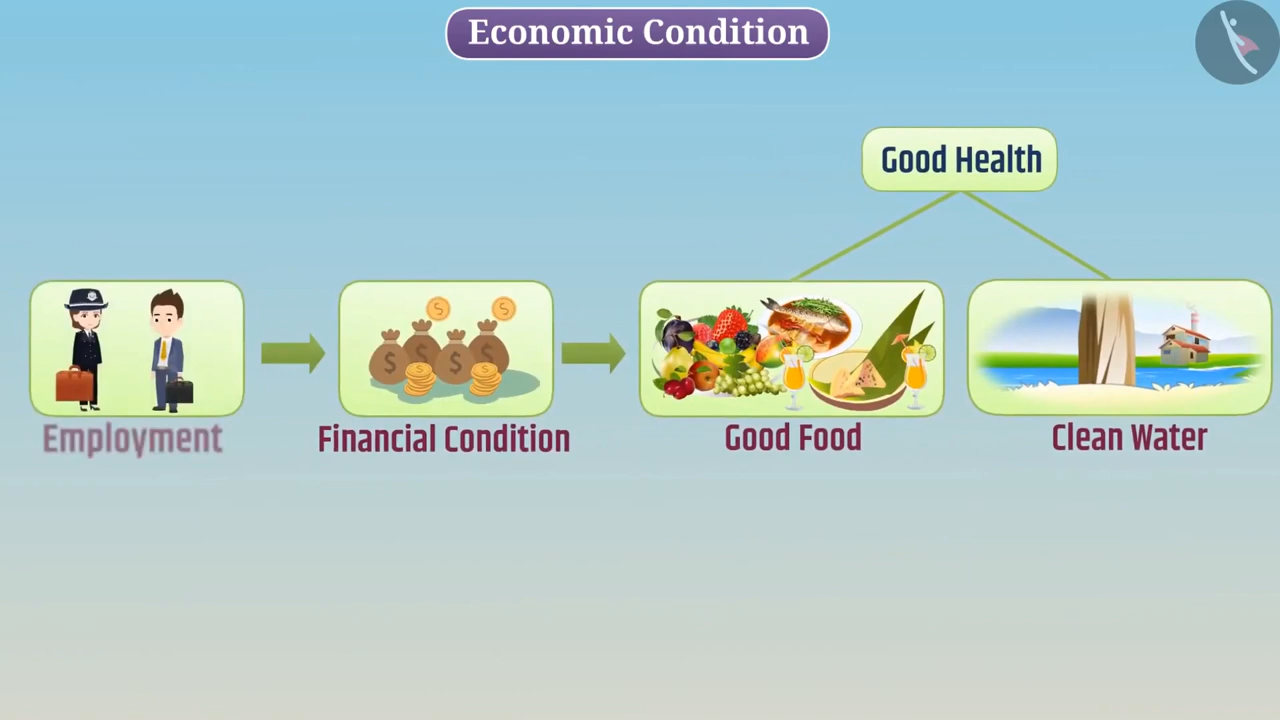 Economic Condition
Good Health
Employment
Financial Condition
Good Food
Clean Water